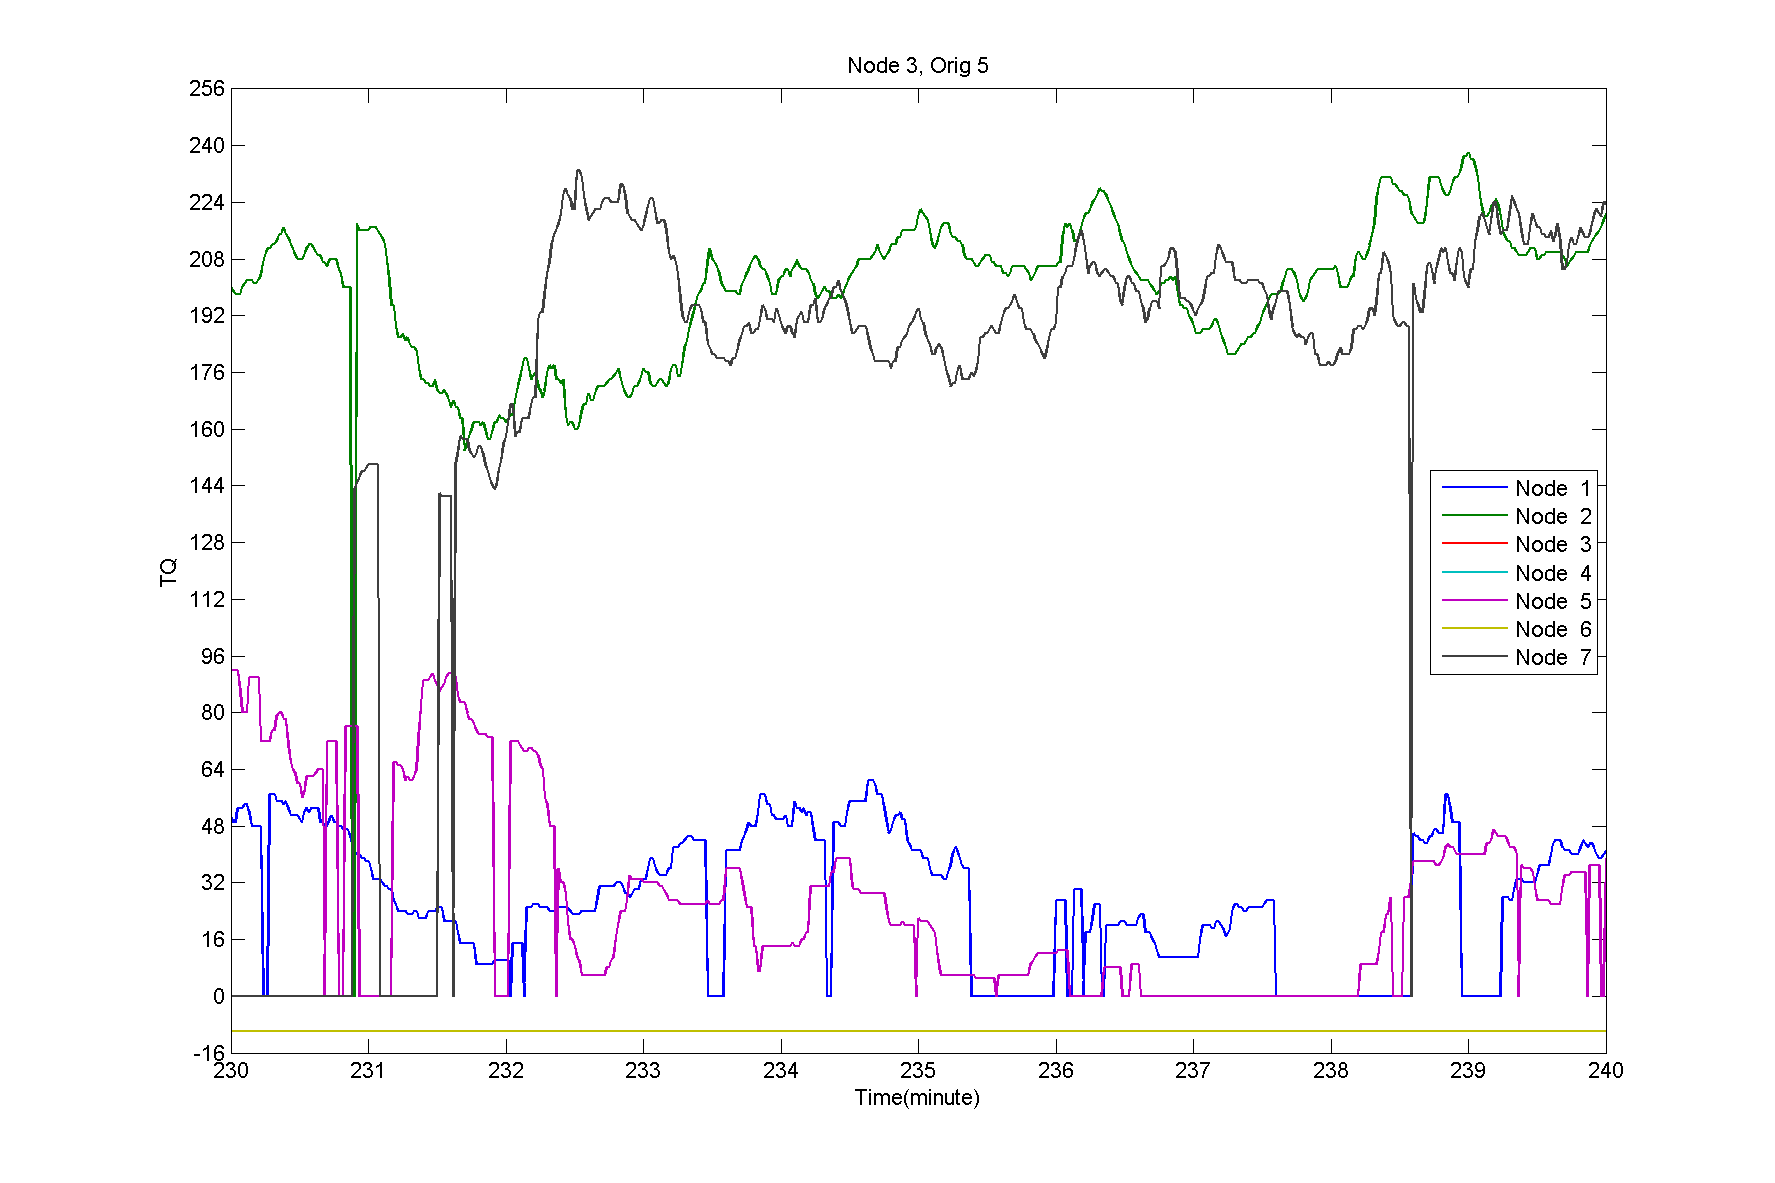 Node 3, Orig 5
256
240
224
208
192
176
160
144
128
112
96
80
64
48
32
16
0
-16
TQ
Node 1
Node 2
Node 3
Node 4
Node 5
Node 6
Node 7
230 231 232 233 234 235 236 237 238 239 240
Time(minute)